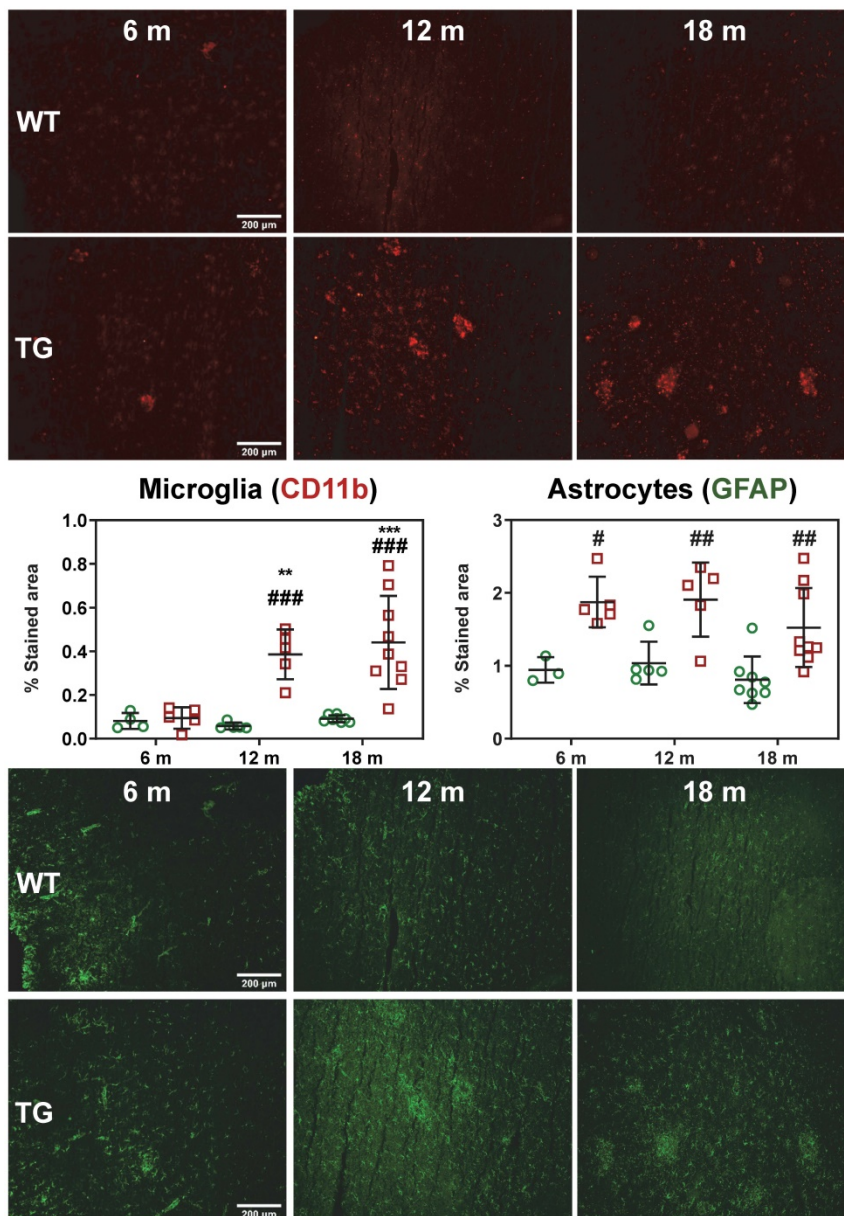 6 m 12 m 18 m
WT
200 µm
TG
200 µm
Microglia (CD11b)
Astrocytes (GFAP)
% Stained area
1.0
0.8
0.6
0.4
0.2
0.0
**
###
***
###
6 m 12 m 18 m
% Stained area
3
2
1
0
# ## ##
6 m 12 m 18 m
6 m 12 m 18 m
WT
200 µm
TG
200 µm